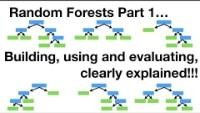 Random Forests Part 1...
Building, using and evaluating,
clearly explained!!!